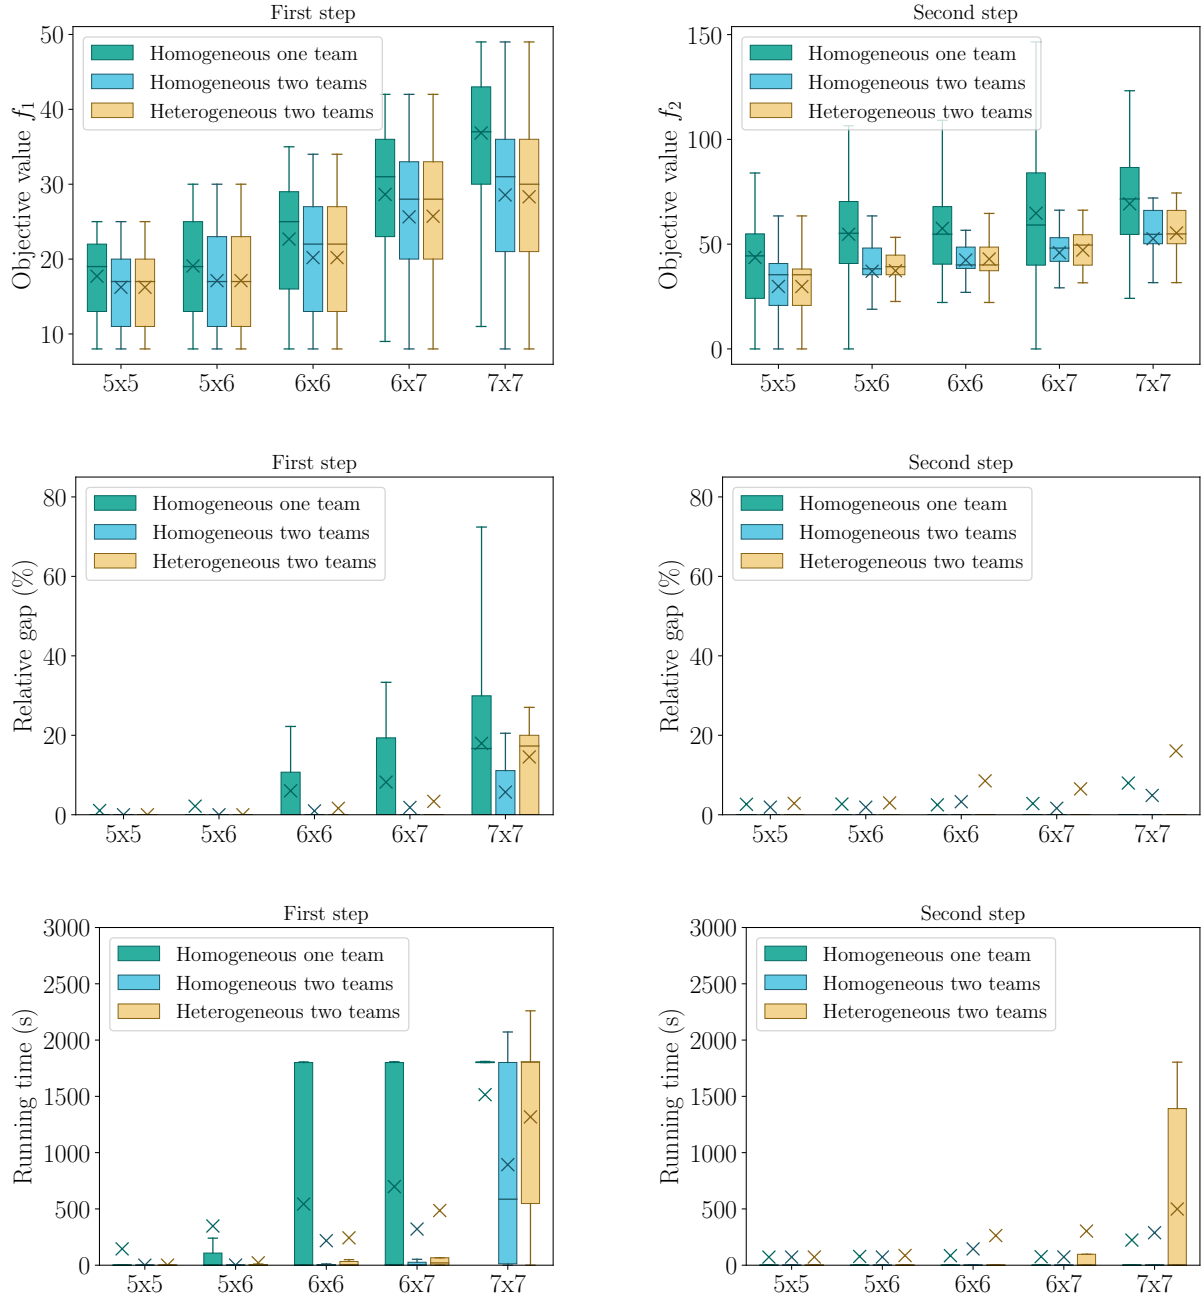 First step
Objective value f1
50
40
30
20
10
Homogeneous one team
Homogeneous two teams
Heterogeneous two teams
5x5 5x6 6x6 6x7 7x7
Second step
Objective value f2
150
100
50
0
Homogeneous one team
Homogeneous two teams
Heterogeneous two teams
5x5 5x6 6x6 6x7 7x7
First step
Relative gap (%)
80
60
40
20
0
Homogeneous one team
Homogeneous two teams
Heterogeneous two teams
5x5 5x6 6x6 6x7 7x7
Second step
Relative gap (%)
80
60
40
20
0
Homogeneous one team
Homogeneous two teams
Heterogeneous two teams
5x5 5x6 6x6 6x7 7x7
First step
Running time (s)
3000
2500
2000
1500
1000
500
0
Homogeneous one team
Homogeneous two teams
Heterogeneous two teams
5x5 5x6 6x6 6x7 7x7
Second step
Running time (s)
3000
2500
2000
1500
1000
500
0
Homogeneous one team
Homogeneous two teams
Heterogeneous two teams
5x5 5x6 6x6 6x7 7x7